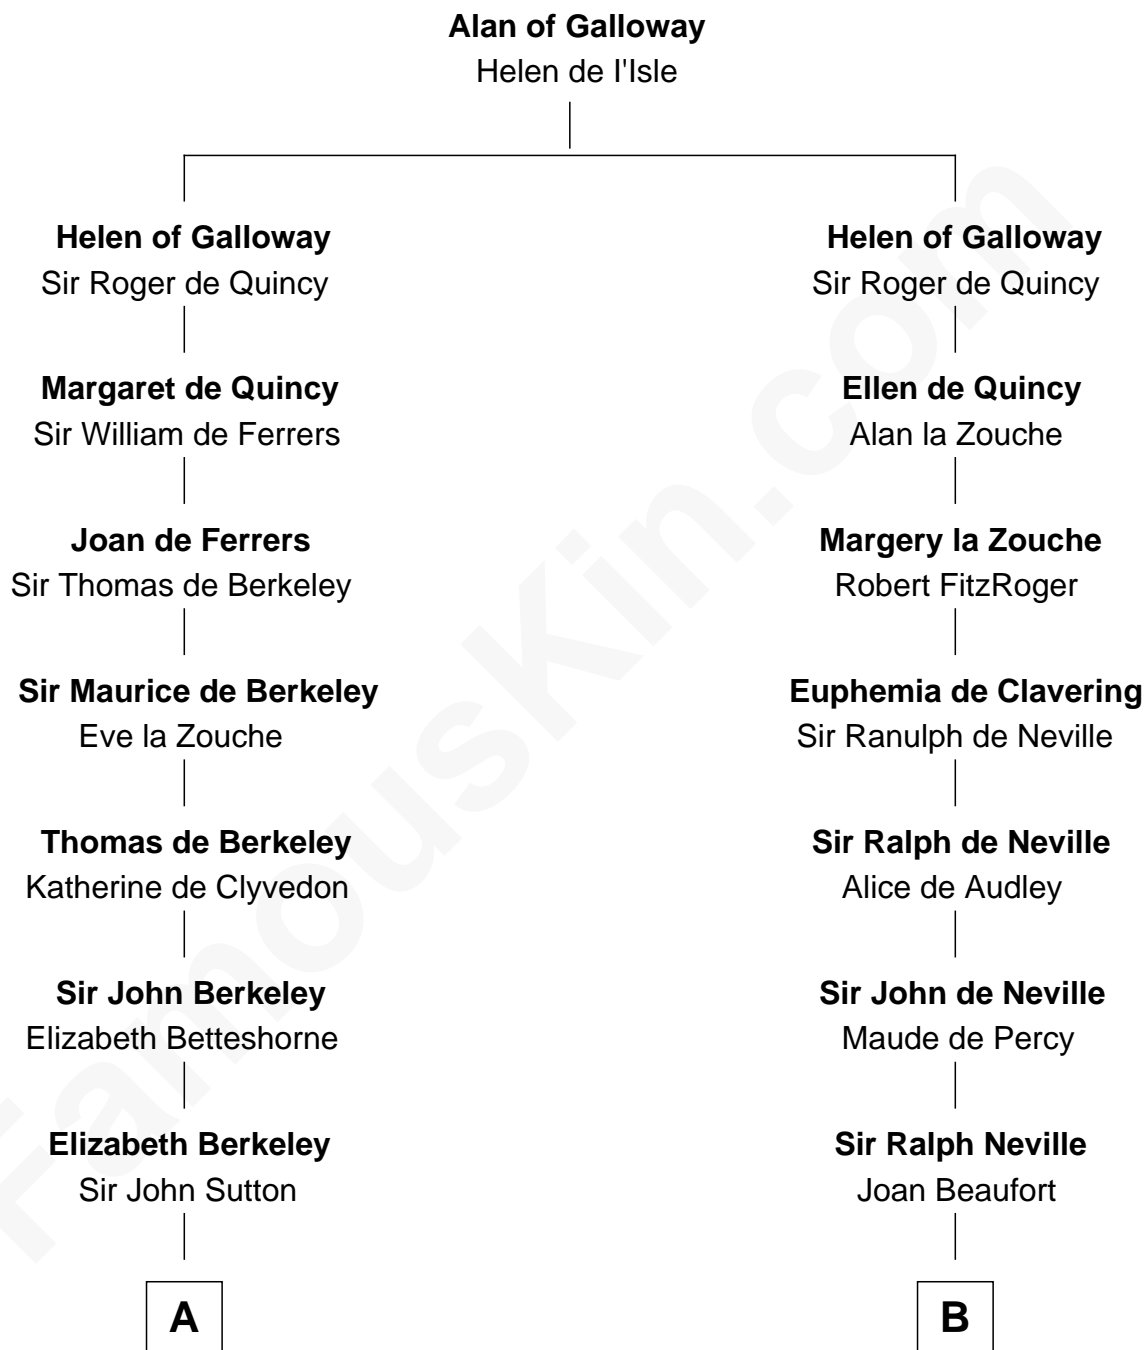 Alan of Galloway
Helen de l'Isle
Helen of Galloway
Sir Roger de Quincy
Margaret de Quincy
Sir William de Ferrers
Joan de Ferrers
Sir Thomas de Berkeley
Sir Maurice de Berkeley
Eve la Zouche
Thomas de Berkeley
Katherine de Clyvedon
Sir John Berkeley
Elizabeth Betteshorne
Elizabeth Berkeley
Sir John Sutton
A
Helen of Galloway
Sir Roger de Quincy
Ellen de Quincy
Alan la Zouche
Margery la Zouche
Robert FitzRoger
Euphemia de Clavering
Sir Ranulph de Neville
Sir Ralph de Neville
Alice de Audley
Sir John de Neville
Maude de Percy
Sir Ralph Neville
Joan Beaufort
B
FamousKin.com